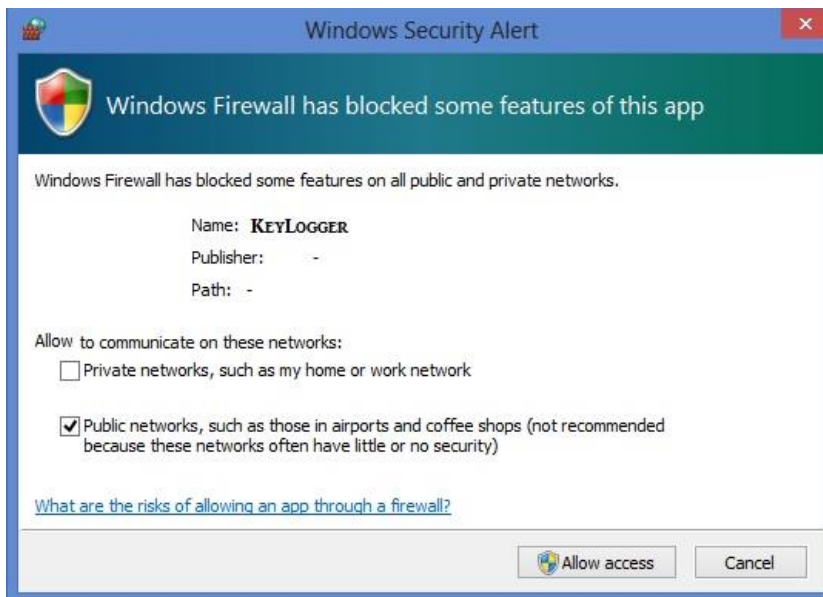 Windows Security Alert
Windows Firewall has blocked some features of this app
Windows Firewall has blocked some features on all public and private networks.
Name: KEYLOGGER
Publisher: -
Path: -
Allow to communicate on these networks:
Private networks, such as my home or work network
Public networks, such as those in airports and coffee shops (not recommended
because these networks often have little or no security)
What are the risks of allowing an app through a firewall?
Allow access Cancel